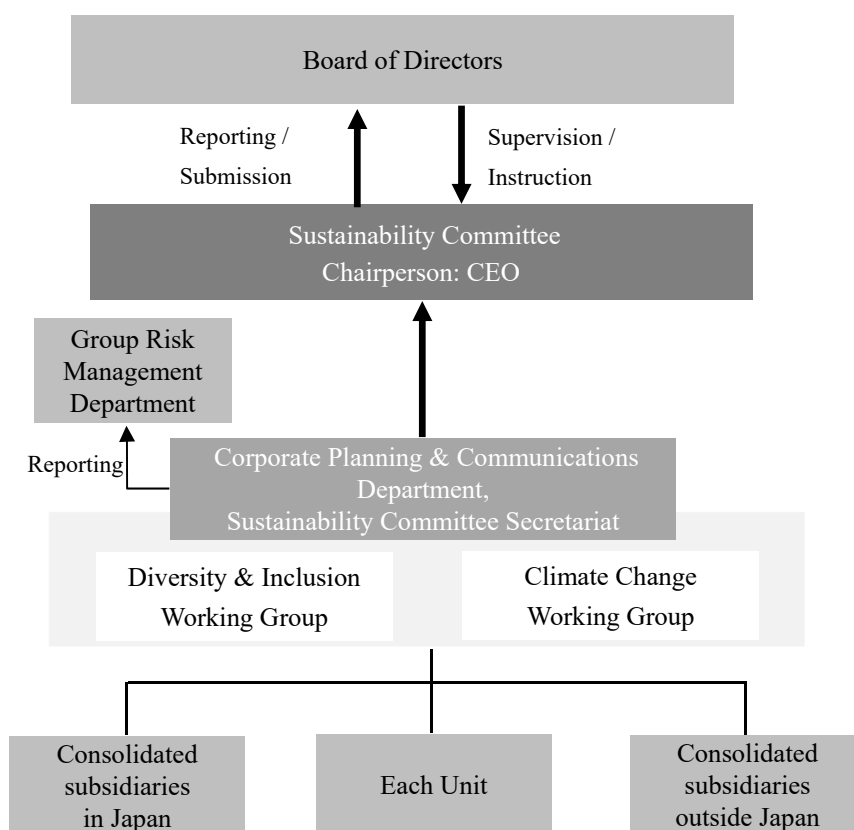 Board of Directors
Reporting /
Submission
Supervision /
Instruction
Sustainability Committee
Chairperson: CEO
Group Risk
Management
Department
Reporting
Corporate Planning & Communications
Department,
Sustainability Committee Secretariat
Diversity & Inclusion
Working Group
Climate Change
Working Group
Consolidated
subsidiaries
in Japan
Each Unit
Consolidated
subsidiaries
outside Japan